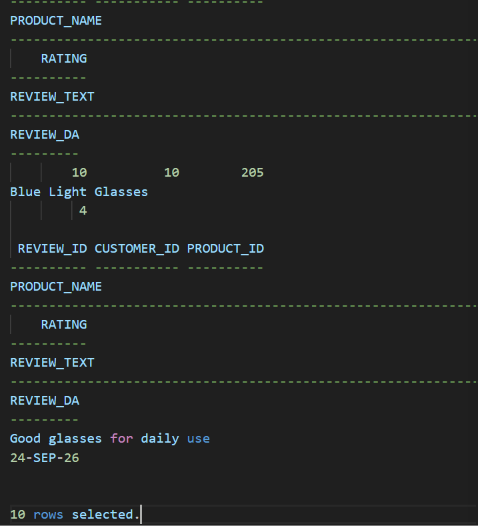 ---------- ----------- ----------
PRODUCT_NAME
------------------------------------------------------------
    RATING
----------
REVIEW_TEXT
------------------------------------------------------------
REVIEW_DA
---------
        10          10        205
Blue Light Glasses
         4
 REVIEW_ID CUSTOMER_ID PRODUCT_ID
---------- ----------- ----------
PRODUCT_NAME
------------------------------------------------------------
    RATING
----------
REVIEW_TEXT
------------------------------------------------------------
REVIEW_DA
---------
Good glasses for daily use
24-SEP-26
10 rows selected.